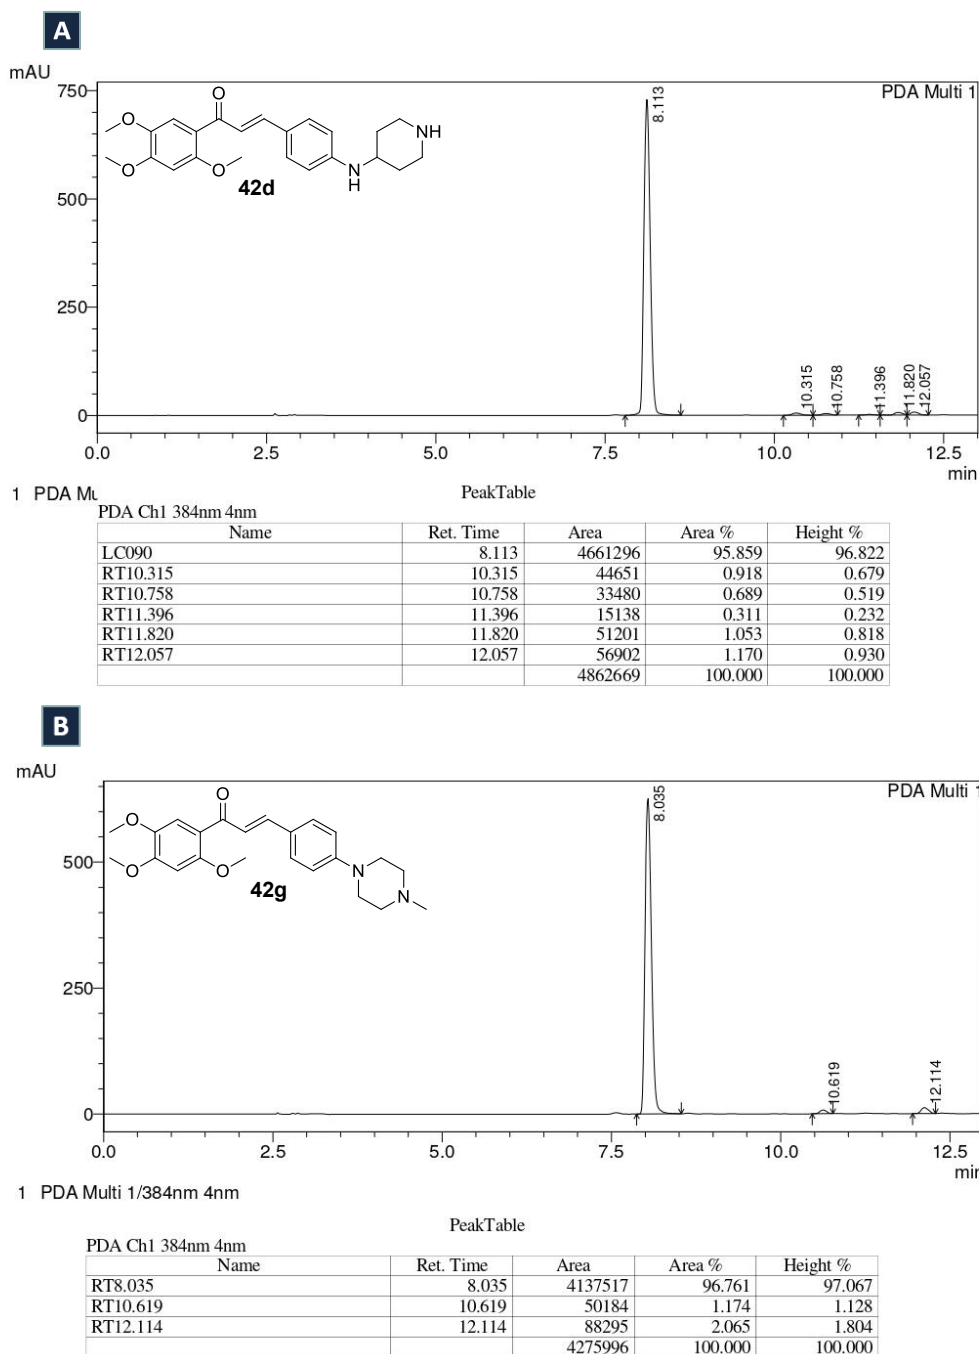 A
mAU
PDA Multi 1
750
500
250
0
8.113
10.315
10.758
11.396
11.820
12.057
O
O
O
O
NH
N
H
42d
0.0 2.5 5.0 7.5 10.0 12.5
min
1 PDA Mu
PeakTable
PDA Ch1 384nm 4nm
Name Ret. Time Area Area % Height %
LC090 8.113 4661296 95.859 96.822
RT10.315 10.315 44651 0.918 0.679
RT10.758 10.758 33480 0.689 0.519
RT11.396 11.396 15138 0.311 0.232
RT11.820 11.820 51201 1.053 0.818
RT12.057 12.057 56902 1.170 0.930
4862669 100.000 100.000
B
mAU
PDA Multi 1
500
250
0
8.035
10.619
12.114
O
O
O
O
N
N
42g
0.0 2.5 5.0 7.5 10.0 12.5
min
1 PDA Multi 1/384nm 4nm
PeakTable
PDA Ch1 384nm 4nm
Name Ret. Time Area Area % Height %
RT8.035 8.035 4137517 96.761 97.067
RT10.619 10.619 50184 1.174 1.128
RT12.114 12.114 88295 2.065 1.804
4275996 100.000 100.000